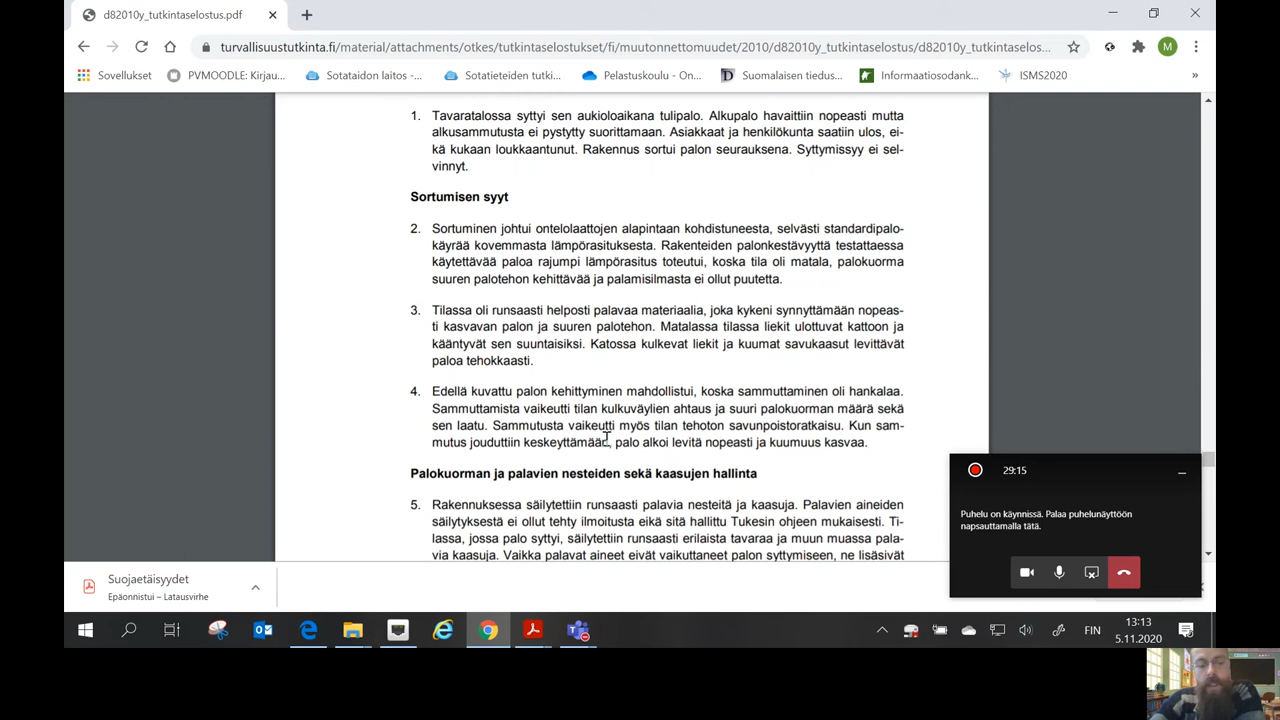 d82010y_tutkintaselostus.pdf
turvallisuustutkinta.fi/material/attachments/otkes/tutkintaselostukset/fi/muutonnettomuudet/2010/d82010y_tutkintaselostus/d82010y_tutkintaselos...
Sovellukset
PVMOODLE: Kirjau...
Sotataidon laitos -...
Sotatieteiden tutki...
Pelastuskoulu - On...
Suomalaisen tiedus...
Informaatiosodank...
ISMS2020
»
1. Tavaratalossa syttyi sen aukioloaikana tulipalo. Alkupalo havaittiin nopeasti mutta
alkusammutusta ei pystytty suorittamaan. Asiakkaat ja henkilökunta saatiin ulos, ei-
kä kukaan loukkaantunut. Rakennus sortui palon seurauksena. Syttymissyy ei sel-
vinnyt.
Sortumisen syyt
2. Sortuminen johtui ontelolaattojen alapintaan kohdistuneesta, selvästi standardipalo-
käyrää kovemmasta lämpörasituksesta. Rakenteiden palonkestävyyttä testattaessa
käytettävää paloa rajumpi lämpörasitus toteutui, koska tila oli matala, palokuorma
suuren palotehon kehittävää ja palamisilmasta ei ollut puutetta.
3. Tilassa oli runsaasti helposti palavaa materiaalia, joka kykeni synnyttämään nopeas-
ti kasvavan palon ja suuren palotehon. Matalassa tilassa liekit ulottuvat kattoon ja
kääntyvät sen suuntaisiksi. Katossa kulkevat liekit ja kuumat savukaasut levittävät
paloa tehokkaasti.
4. Edellä kuvattu palon kehittyminen mahdollistui, koska sammuttaminen oli hankalaa.
Sammuttamista vaikeutti tilan kulkuväylien ahtaus ja suuri palokuorman määrä sekä
sen laatu. Sammutusta vaikeutti myös tilan tehoton savunpoistoratkaisu. Kun sam-
mutus jouduttiin keskeyttämään, palo alkoi levitä nopeasti ja kuumuus kasvaa.
Palokuorman ja palavien nesteiden sekä kaasujen hallinta
5. Rakennuksessa säilytettiin runsaasti palavia nesteitä ja kaasuja. Palavien aineiden
säilytyksestä ei ollut tehty ilmoitusta eikä sitä hallittu Tukesin ohjeen mukaisesti. Ti-
lassa, jossa palo syttyi, säilytettiin runsaasti erilaista tavaraa ja muun muassa pala-
via kaasuja. Vaikka palavat aineet eivät vaikuttaneet palon syttymiseen, ne lisäsivät
29:15
Puhelu on käynnissä. Palaa puhelunäyttöön
napsauttamalla tätä.
Suojaetäisyydet
Epäonnistui – Latausvirhe
FIN
13:13
5.11.2020
M